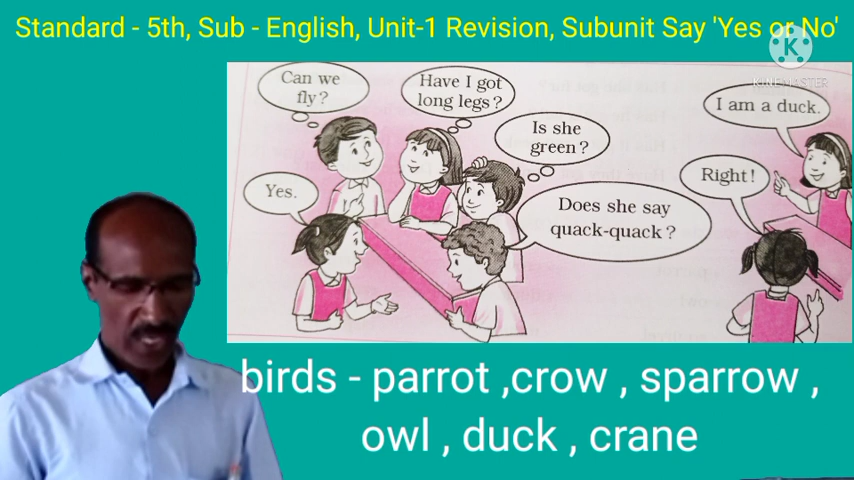 Standard - 5th, Sub - English, Unit-1 Revision, Subunit Say 'Yes or No'
K
KINEMASTER
Can we
fly?
Have I got
long legs?
Is she
green?
I am a duck.
Yes.
Right!
Does she say
quack-quack?
birds - parrot ,crow , sparrow ,
owl , duck , crane